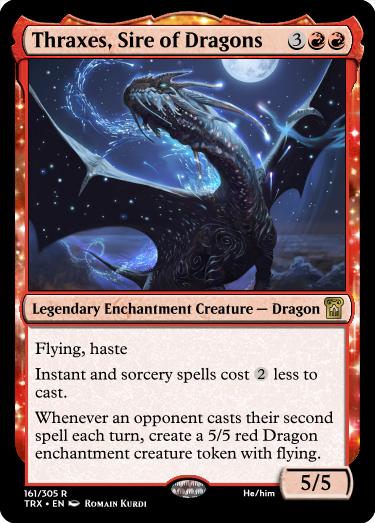 Thraxes, Sire of Dragons 3
Legendary Enchantment Creature — Dragon
Flying, haste
Instant and sorcery spells cost 2 less to
cast.
Whenever an opponent casts their second
spell each turn, create a 5/5 red Dragon
enchantment creature token with flying.
5/5
161/305 R
He/him
TRX • EN Romain Kurdi